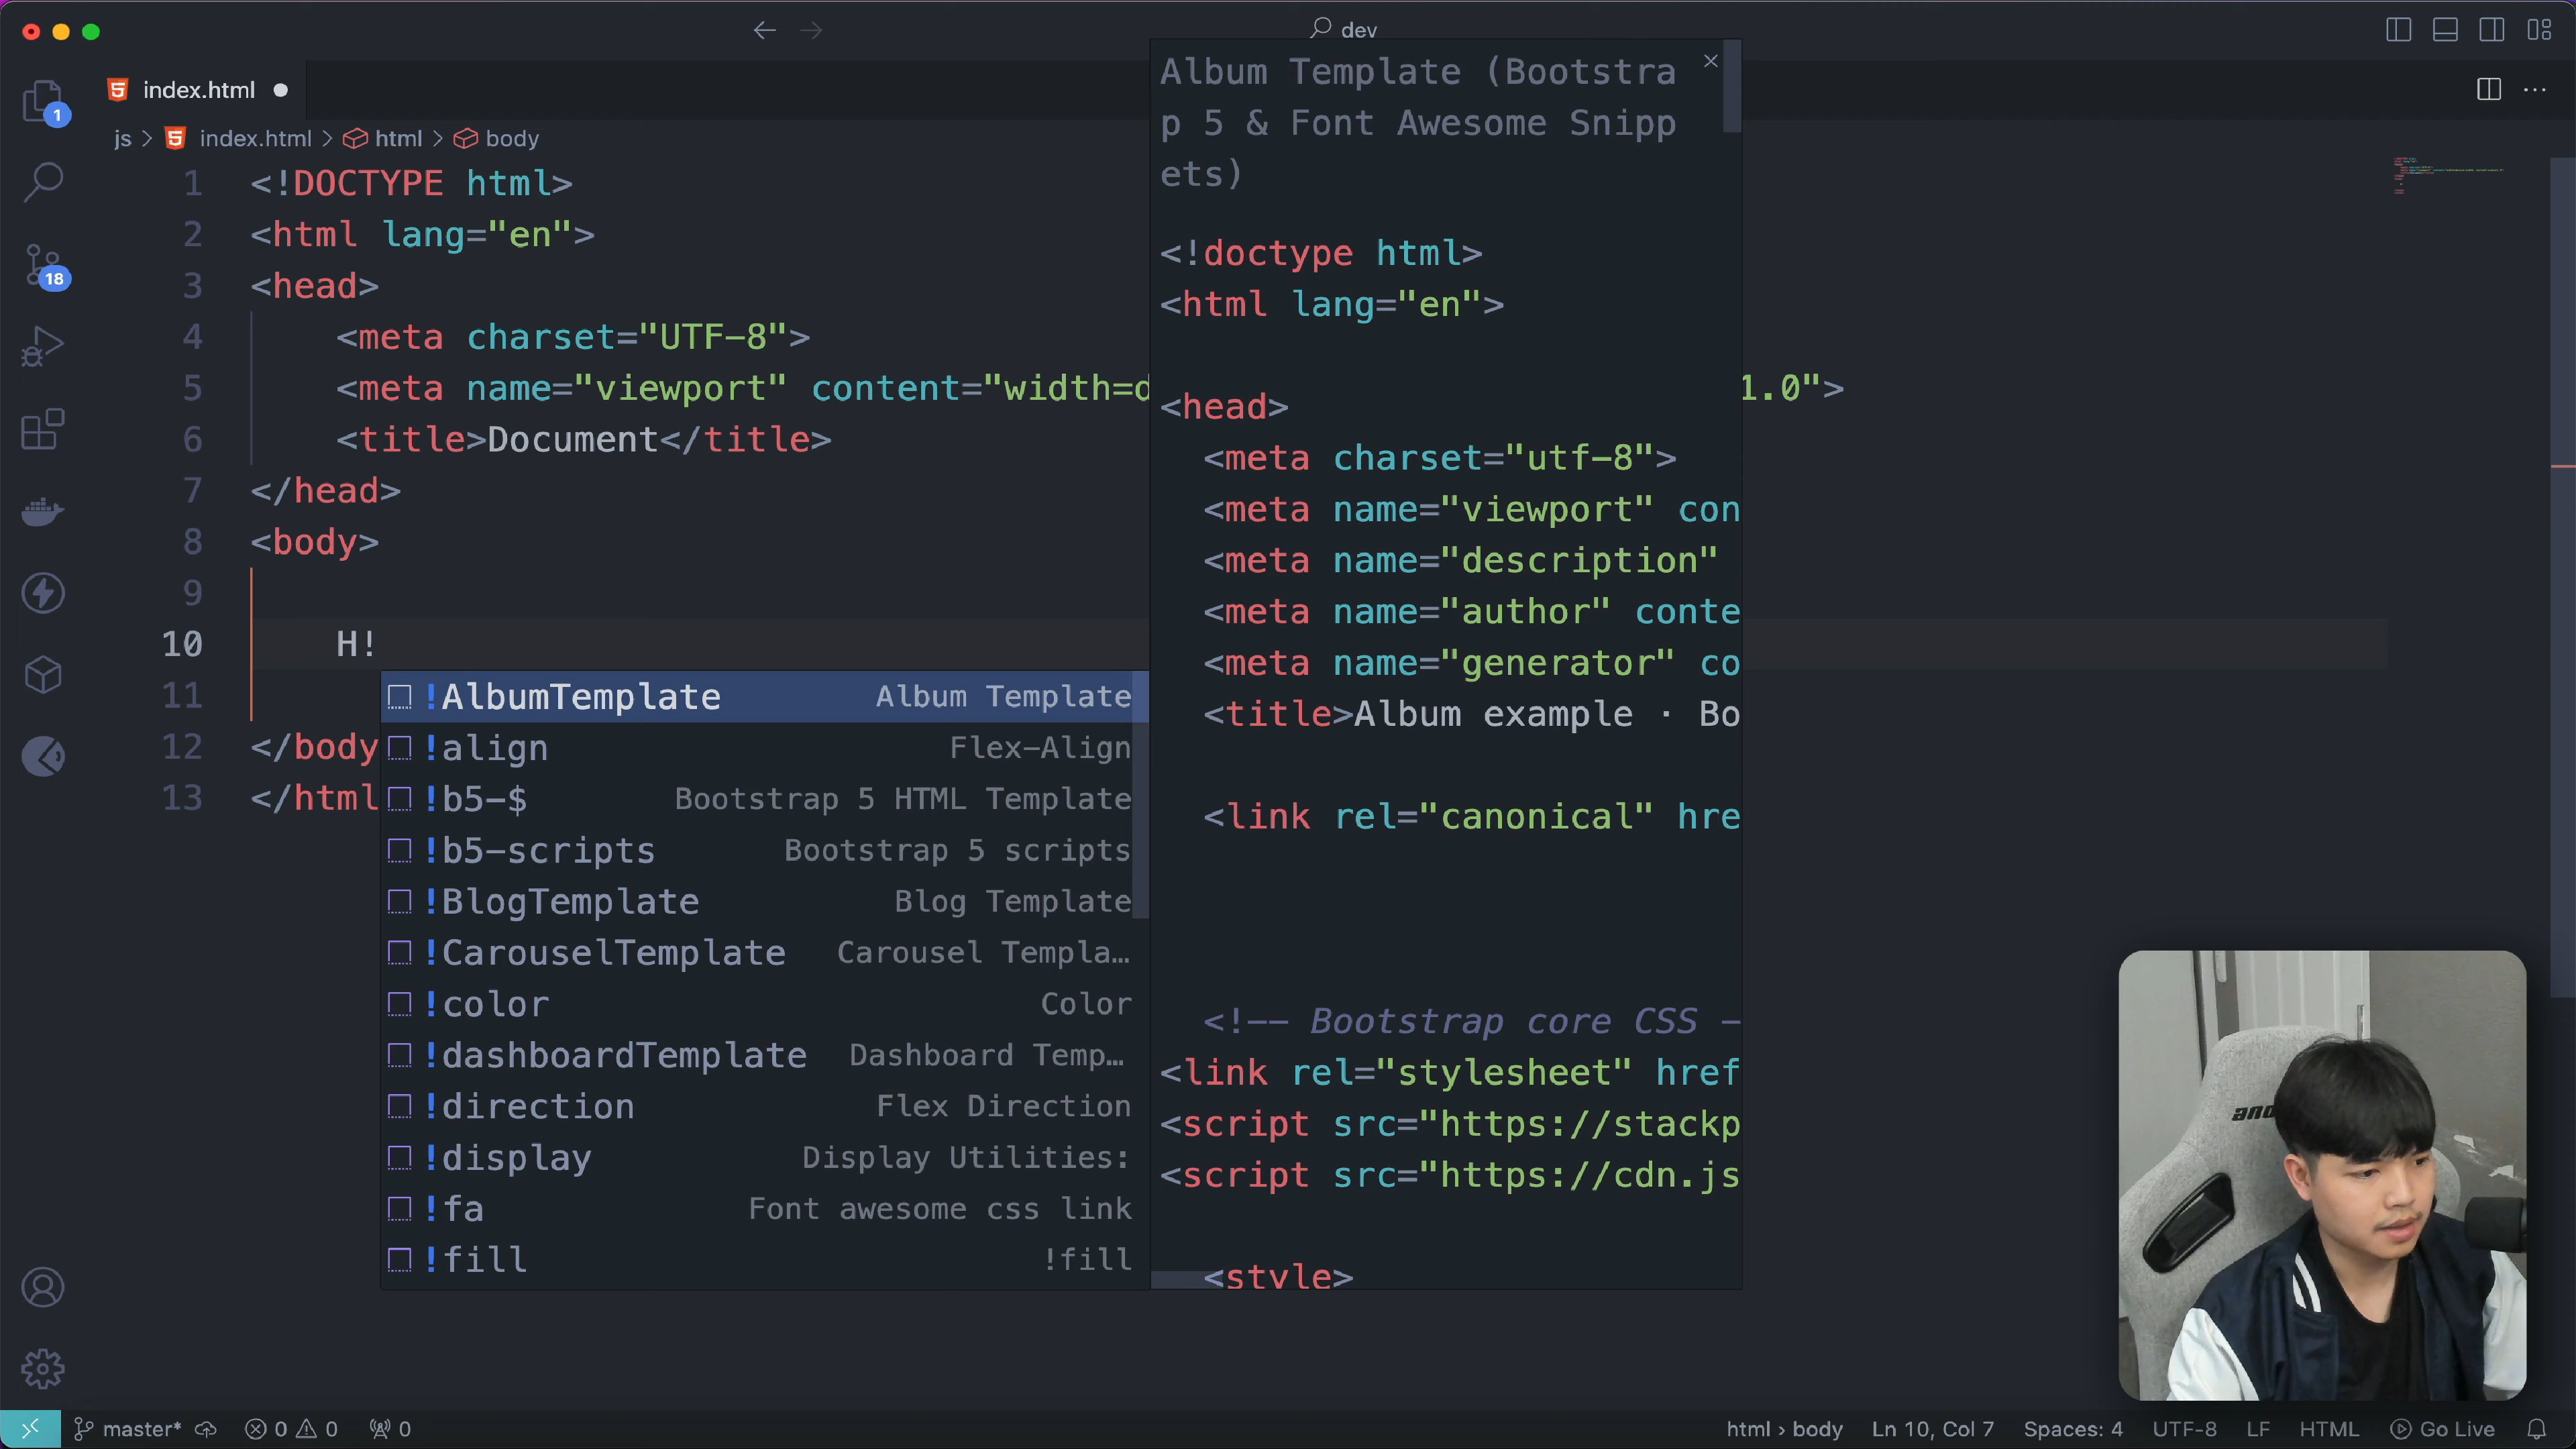 dev
index.html
js > index.html > html > body
1 <!DOCTYPE html>
2 <html lang="en">
3 <head>
4 <meta charset="UTF-8">
5 <meta name="viewport" content="width=d 1.0">
6 <title>Document</title>
7 </head>
8 <body>
9
10 H!
11
12 </body
13 </html
!AlbumTemplate Album Template
!align Flex-Align
!b5-$ Bootstrap 5 HTML Template
!b5-scripts Bootstrap 5 scripts
!BlogTemplate Blog Template
!CarouselTemplate Carousel Templa…
!color Color
!dashboardTemplate Dashboard Temp…
!direction Flex Direction
!display Display Utilities:
!fa Font awesome css link
!fill !fill
Album Template (Bootstra
p 5 & Font Awesome Snipp
ets)
<!doctype html>
<html lang="en">
<head>
<meta charset="utf-8">
<meta name="viewport" con
<meta name="description"
<meta name="author" conte
<meta name="generator" co
<title>Album example · Bo
<link rel="canonical" hre
<!-- Bootstrap core CSS -
<link rel="stylesheet" href
<script src="https://stackp
<script src="https://cdn.js
<style>
1
18
master* 0 0 0
html › body Ln 10, Col 7 Spaces: 4 UTF-8 LF HTML Go Live